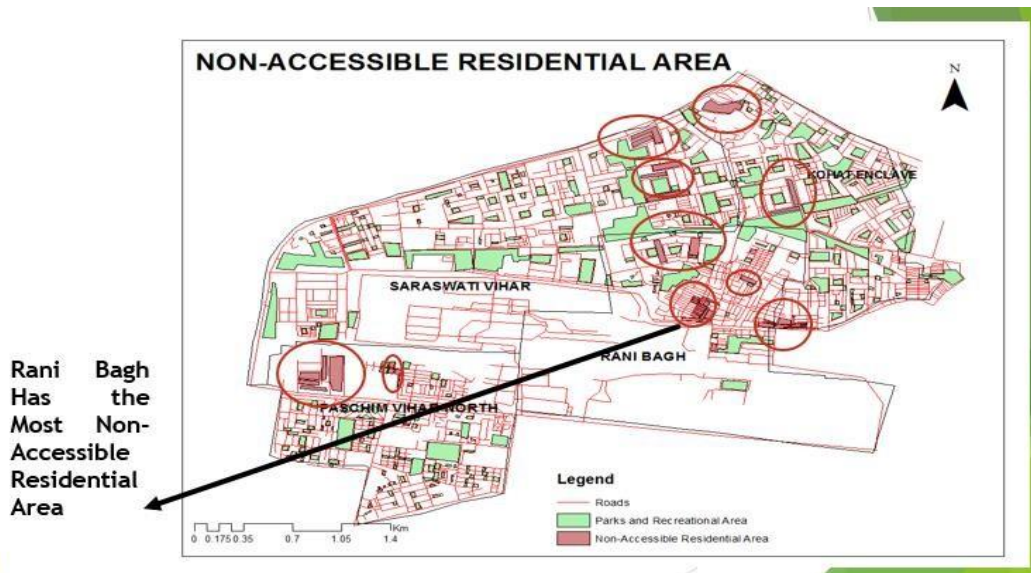 NON-ACCESSIBLE RESIDENTIAL AREA
N
KOHAT ENCLAVE
SARASWATI VIHAR
RANI BAGH
PASCHIM VIHAR NORTH
Rani Bagh
Has the
Most Non-
Accessible
Residential
Area
Legend
Roads
Parks and Recreational Area
Non-Accessible Residential Area
Km
0 0.175 0.35 0.7 1.05 1.4